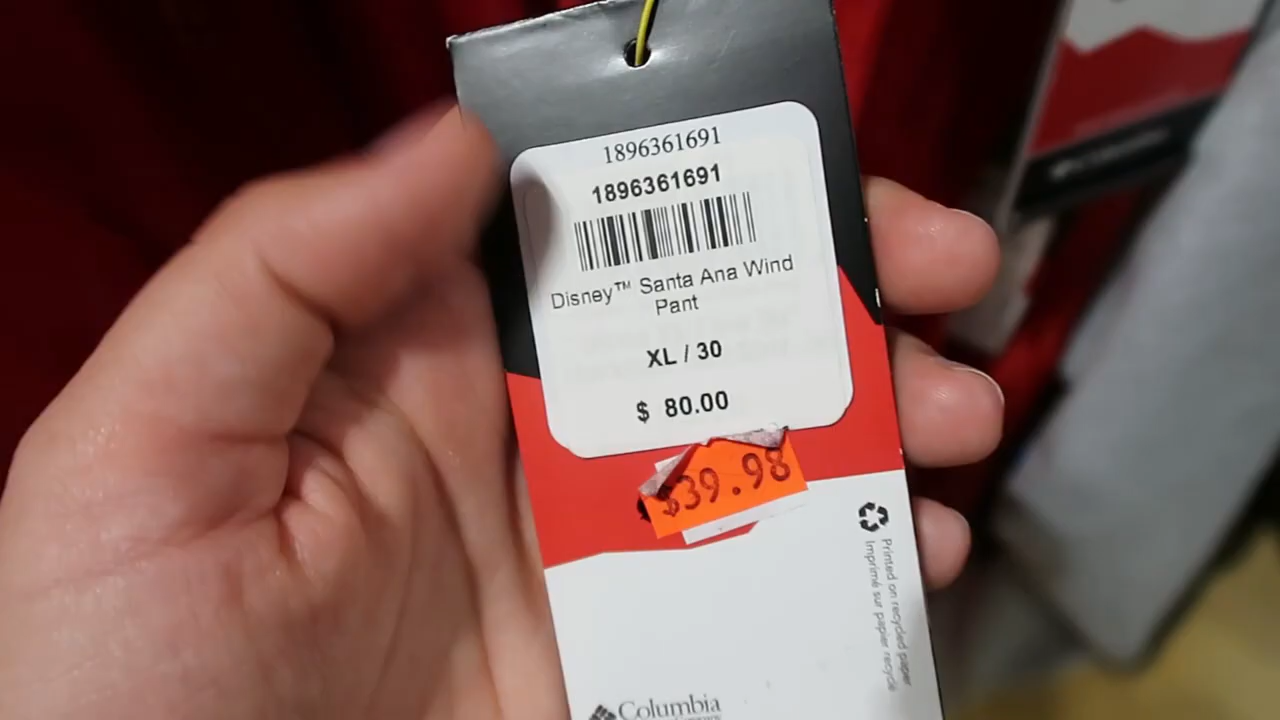 1896361691
1896361691
Disney™ Santa Ana Wind
Pant
XL / 30
$ 80.00
$39.98
Printed on recycled paper
Imprimé sur papier recyclé
Columbia